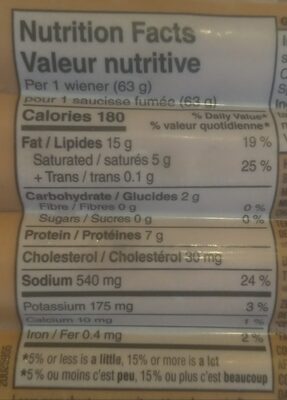 Nutrition Facts
Valeur nutritive
Per 1 wiener (63 g)
pour 1 saucisse fumée (63 g)
Calories 180 % Daily Value*
% valeur quotidienne*
Fat / Lipides 15 g 19 %
Saturated / saturés 5 g
+ Trans / trans 0.1 g 25 %
Carbohydrate / Glucides 2 g
Fibre / Fibres 0 g 0 %
Sugars / Sucres 0 g 0 %
Protein / Protéines 7 g
Cholesterol / Cholestérol 30 mg
Sodium 540 mg 24 %
Potassium 175 mg 3 %
Calcium 10 mg 1 %
Iron / Fer 0.4 mg 2 %
*5% or less is a little, 15% or more is a lot
*5 % ou moins c'est peu, 15% ou plus c'est beaucoup